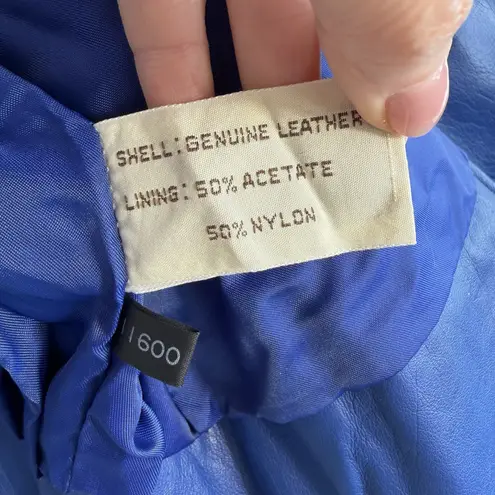 SHELL: GENUINE LEATHER
LINING: 50% ACETATE
50% NYLON
1600